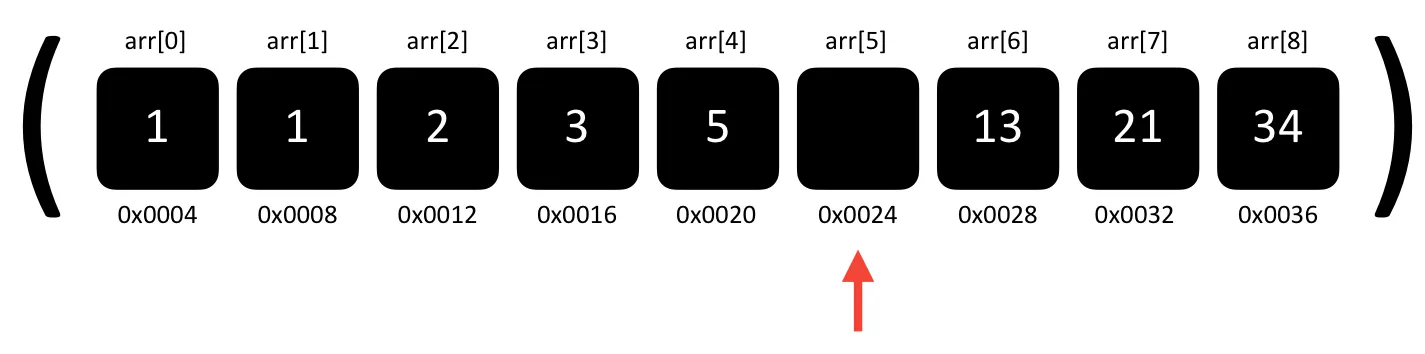 arr[0] arr[1] arr[2] arr[3] arr[4] arr[5] arr[6] arr[7] arr[8]
( 1 1 2 3 5 13 21 34 )
0x0004 0x0008 0x0012 0x0016 0x0020 0x0024 0x0028 0x0032 0x0036